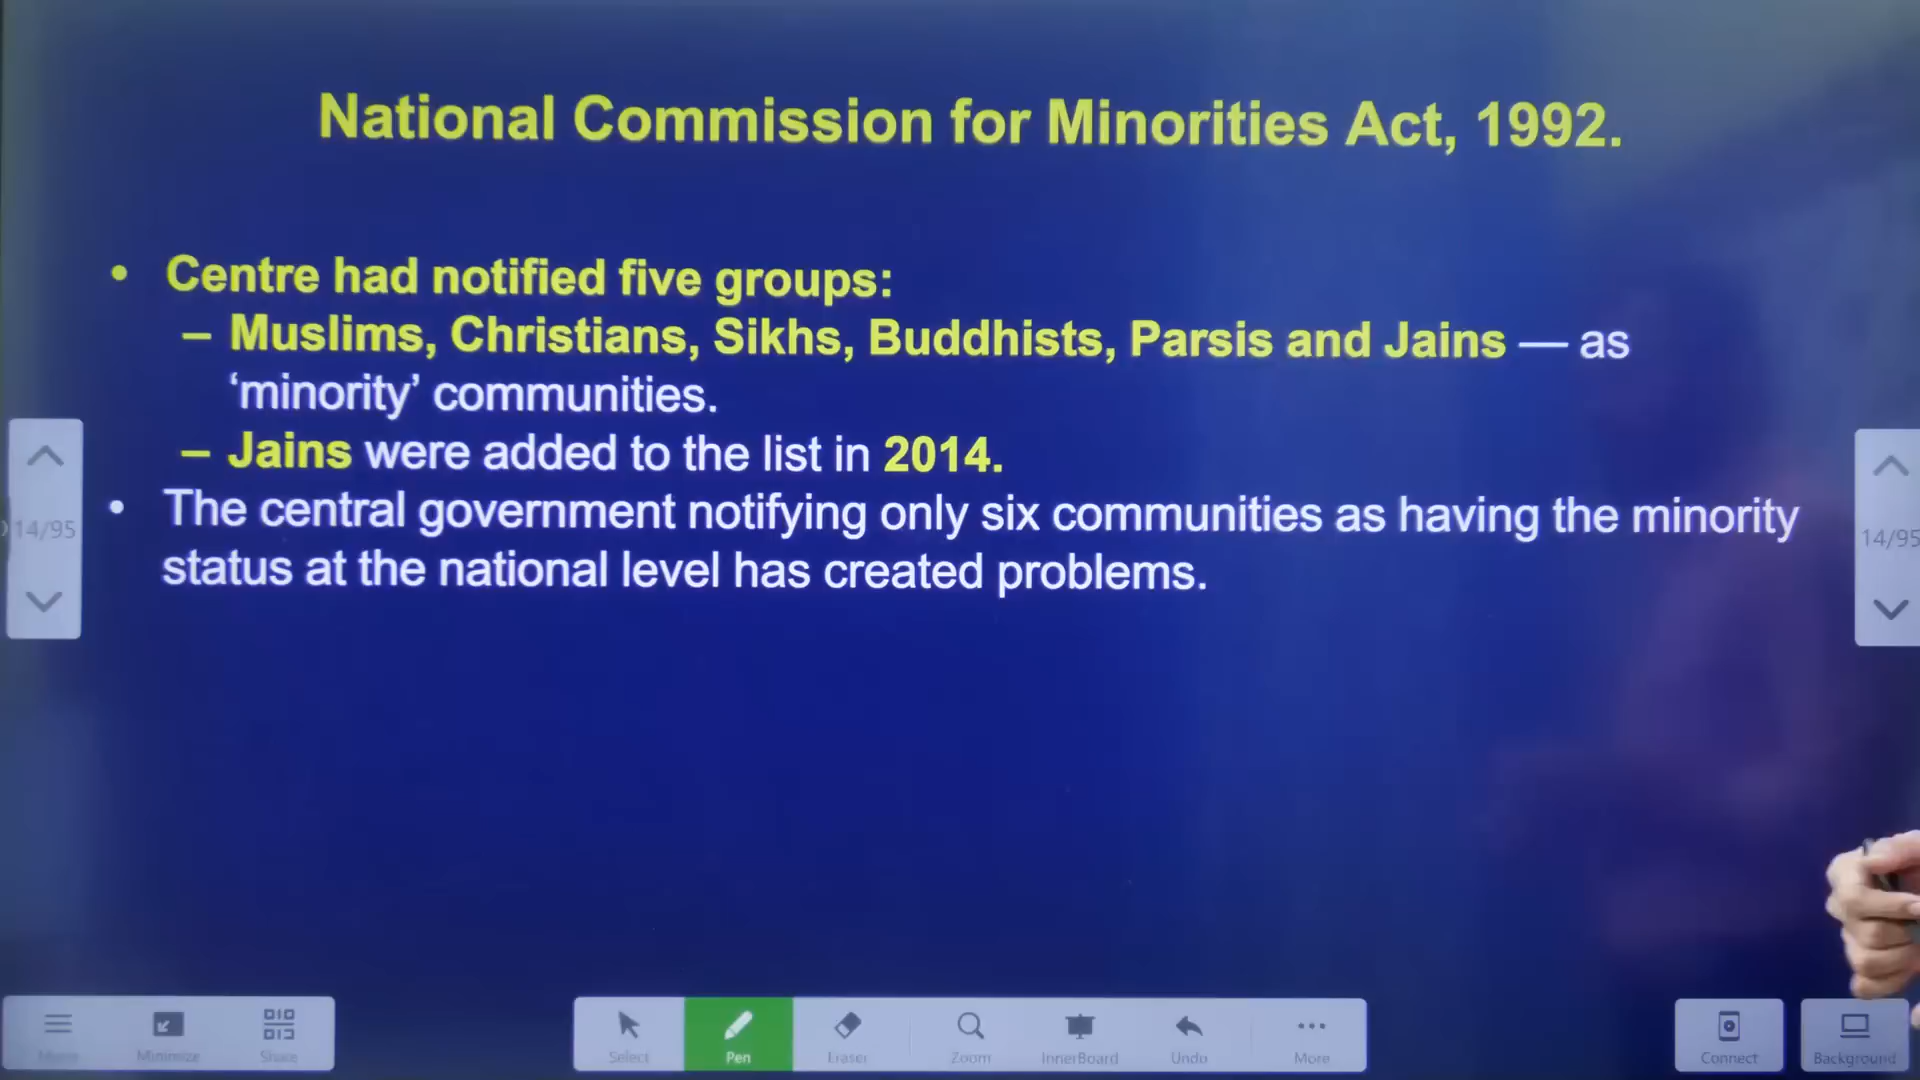 National Commission for Minorities Act, 1992.
• Centre had notified five groups:
– Muslims, Christians, Sikhs, Buddhists, Parsis and Jains — as
‘minority’ communities.
– Jains were added to the list in 2014.
• The central government notifying only six communities as having the minority
status at the national level has created problems.
14/95
14/95
Minimize
Share
Select
Pen
Eraser
Zoom
InnerBoard
Undo
More
Connect
Background